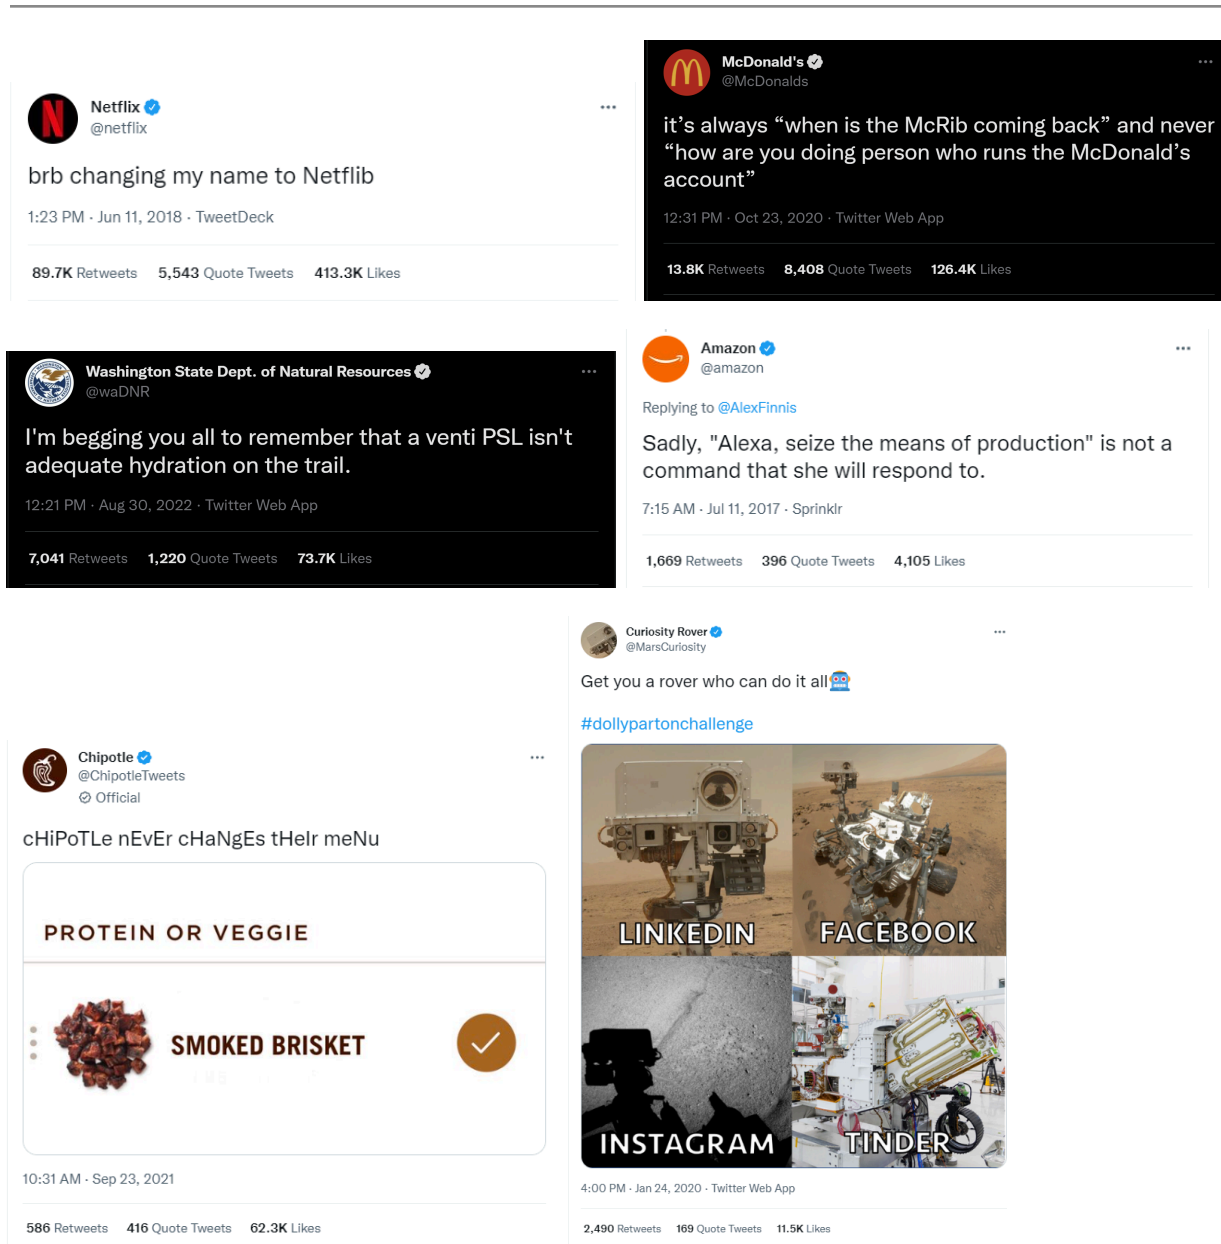 Netflix
@netflix
brb changing my name to Netflib
1:23 PM · Jun 11, 2018 · TweetDeck
89.7K Retweets 5,543 Quote Tweets 413.3K Likes
McDonald's
@McDonalds
it's always “when is the McRib coming back” and never
“how are you doing person who runs the McDonald's
account”
12:31 PM · Oct 23, 2020 · Twitter Web App
13.8K Retweets 8,408 Quote Tweets 126.4K Likes
Washington State Dept. of Natural Resources
@waDNR
I'm begging you all to remember that a venti PSL isn't
adequate hydration on the trail.
12:21 PM · Aug 30, 2022 · Twitter Web App
7,041 Retweets 1,220 Quote Tweets 73.7K Likes
Amazon
@amazon
Replying to @AlexFinnis
Sadly, "Alexa, seize the means of production" is not a
command that she will respond to.
7:15 AM · Jul 11, 2017 · Sprinklr
1,669 Retweets 396 Quote Tweets 4,105 Likes
Chipotle
@ChipotleTweets
Official
cHiPoTLe nEvEr cHaNgEs tHeIr meNu
PROTEIN OR VEGGIE
SMOKED BRISKET
10:31 AM · Sep 23, 2021
586 Retweets 416 Quote Tweets 62.3K Likes
Curiosity Rover
@MarsCuriosity
Get you a rover who can do it all🤖
#dollypartonchallenge
LINKEDIN FACEBOOK
INSTAGRAM TINDER
4:00 PM · Jan 24, 2020 · Twitter Web App
2,490 Retweets 169 Quote Tweets 11.5K Likes